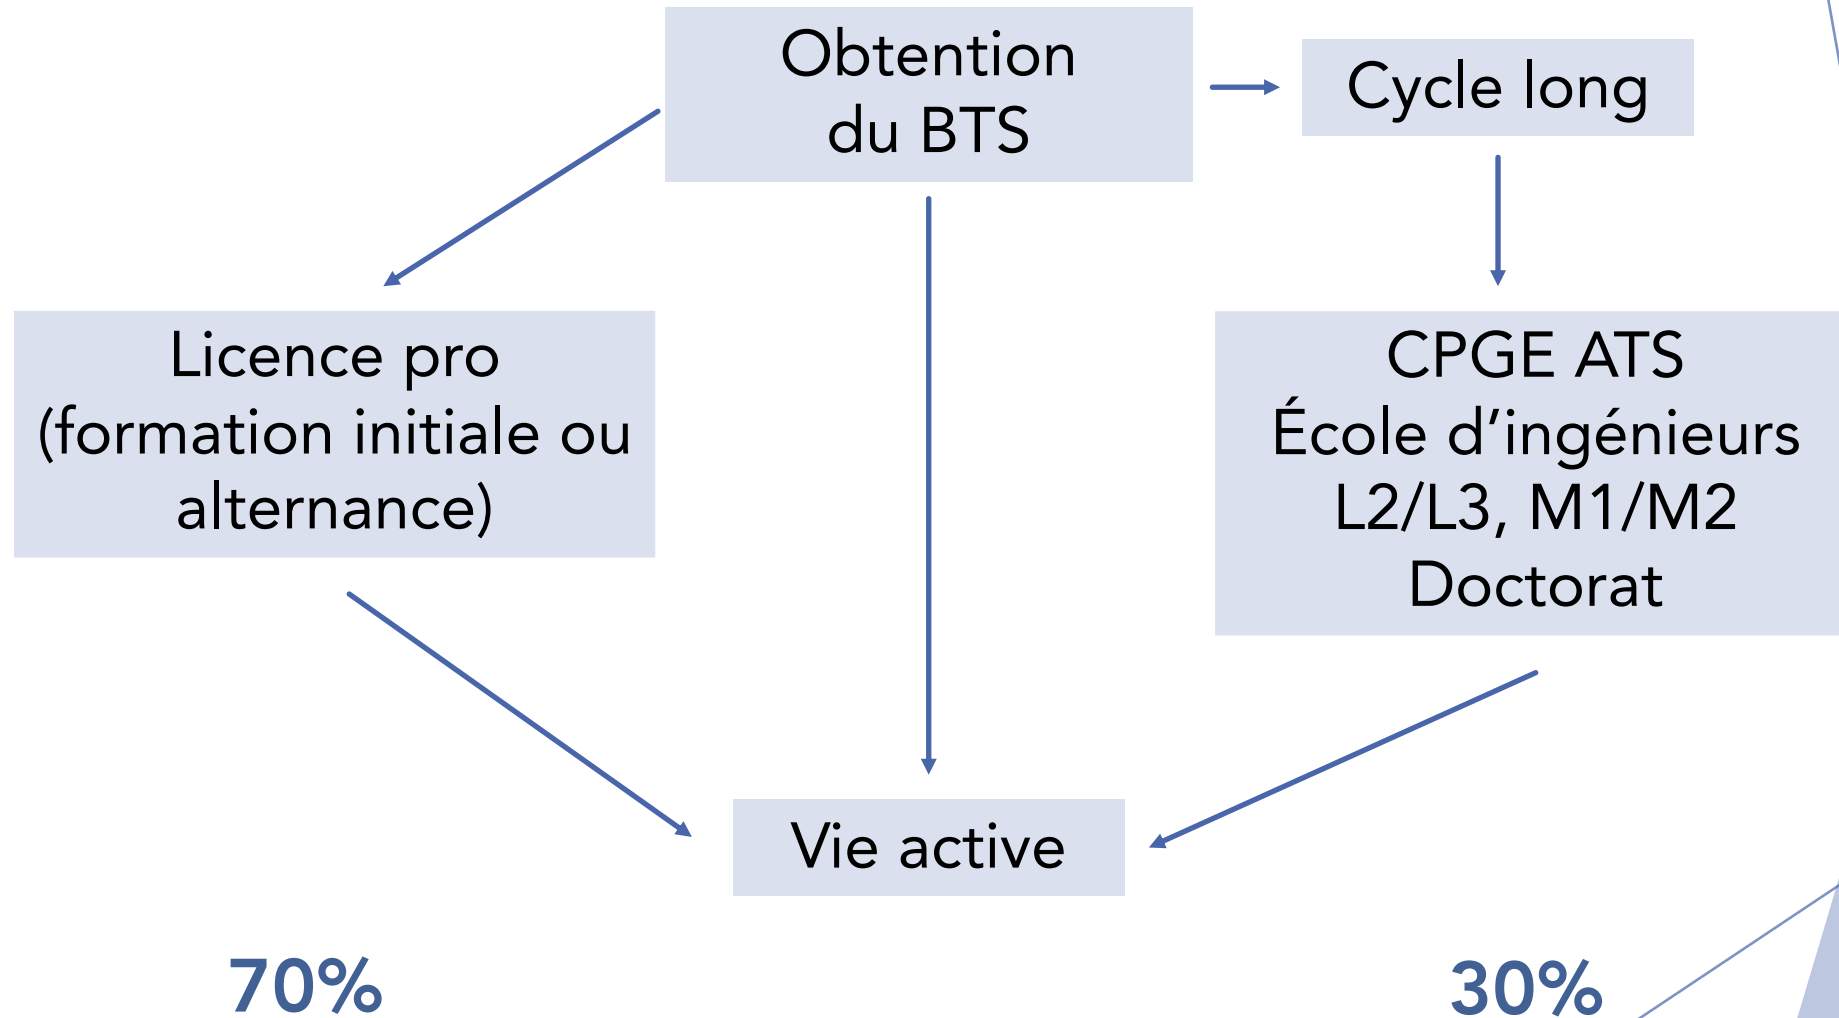 Obtention
du BTS
Cycle long
Licence pro
(formation initiale ou
alternance)
CPGE ATS
École d’ingénieurs
L2/L3, M1/M2
Doctorat
Vie active
70%
30%